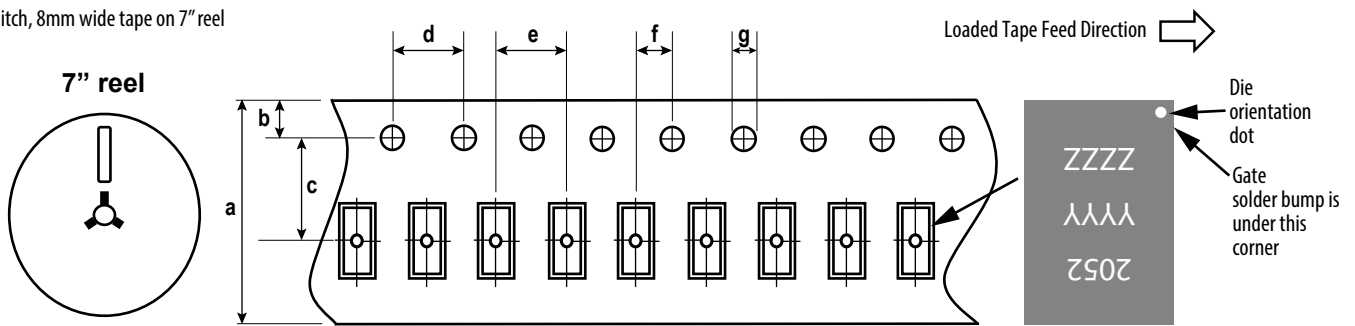 itch, 8mm wide tape on 7” reel
7” reel
a
b
c
d
e
f
g
Loaded Tape Feed Direction
Die
orientation
dot
Gate
solder bump is
under this
corner
2052
YYYY
ZZZZ